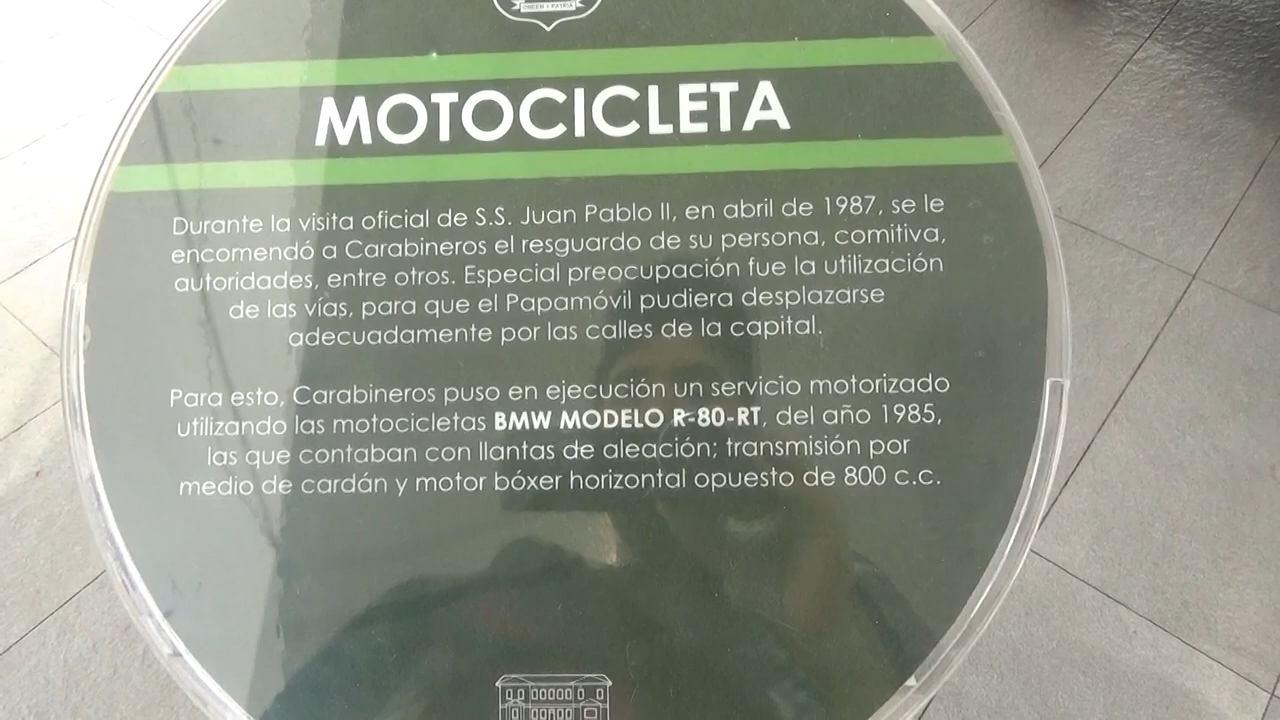 ORDEN Y PATRIA
MOTOCICLETA
Durante la visita oficial de S.S. Juan Pablo II, en abril de 1987, se le
encomendó a Carabineros el resguardo de su persona, comitiva,
autoridades, entre otros. Especial preocupación fue la utilización
de las vías, para que el Papamóvil pudiera desplazarse
adecuadamente por las calles de la capital.
Para esto, Carabineros puso en ejecución un servicio motorizado
utilizando las motocicletas BMW MODELO R-80-RT, del año 1985,
las que contaban con llantas de aleación; transmisión por
medio de cardán y motor bóxer horizontal opuesto de 800 c.c.